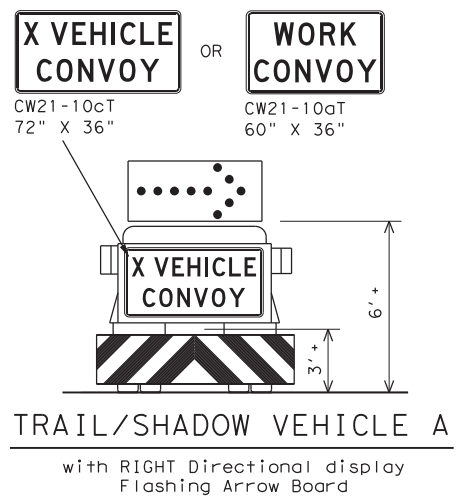 X VEHICLE
CONVOY
OR
WORK
CONVOY
CW21-10cT
72" X 36"
CW21-10aT
60" X 36"
X VEHICLE
CONVOY
6'+
3'+
TRAIL/SHADOW VEHICLE A
with RIGHT Directional display
Flashing Arrow Board